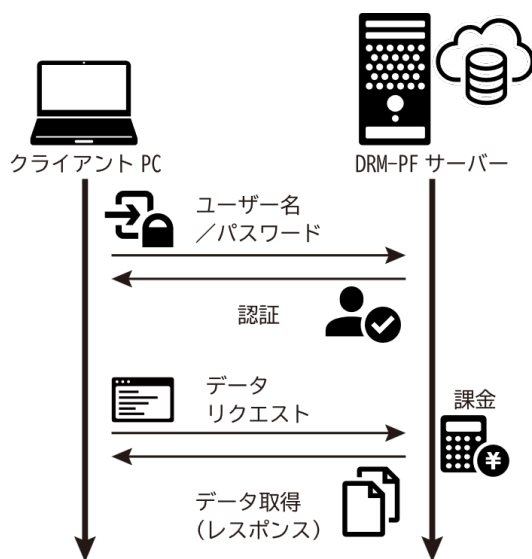 クライアント PC
DRM-PF サーバー
ユーザー名
／パスワード
認証
データ
リクエスト
課金
¥
データ取得
（レスポンス）